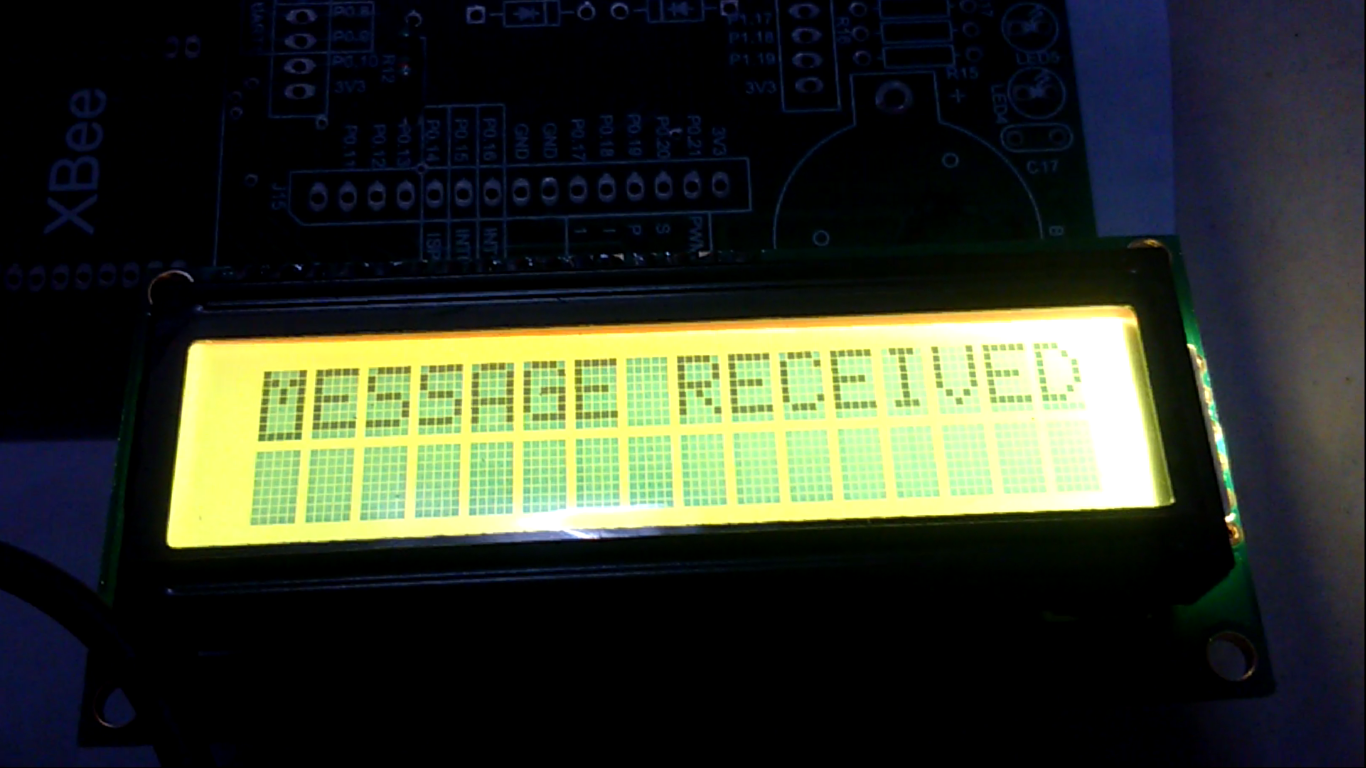 P0.8
P0.9
P0.10
3V3
R12
P1.17
P1.18
P1.19
3V3
R16
R15
LED5
LED4
C17
XBee
J15
P0.11
P0.12
P0.13
P0.14
P0.15
P0.16
GND
GND
P0.17
P0.18
P0.19
P0.20
P0.21
3V3
ISP
INT
INT
S P I 1
PWM
MESSAGE RECEIVED